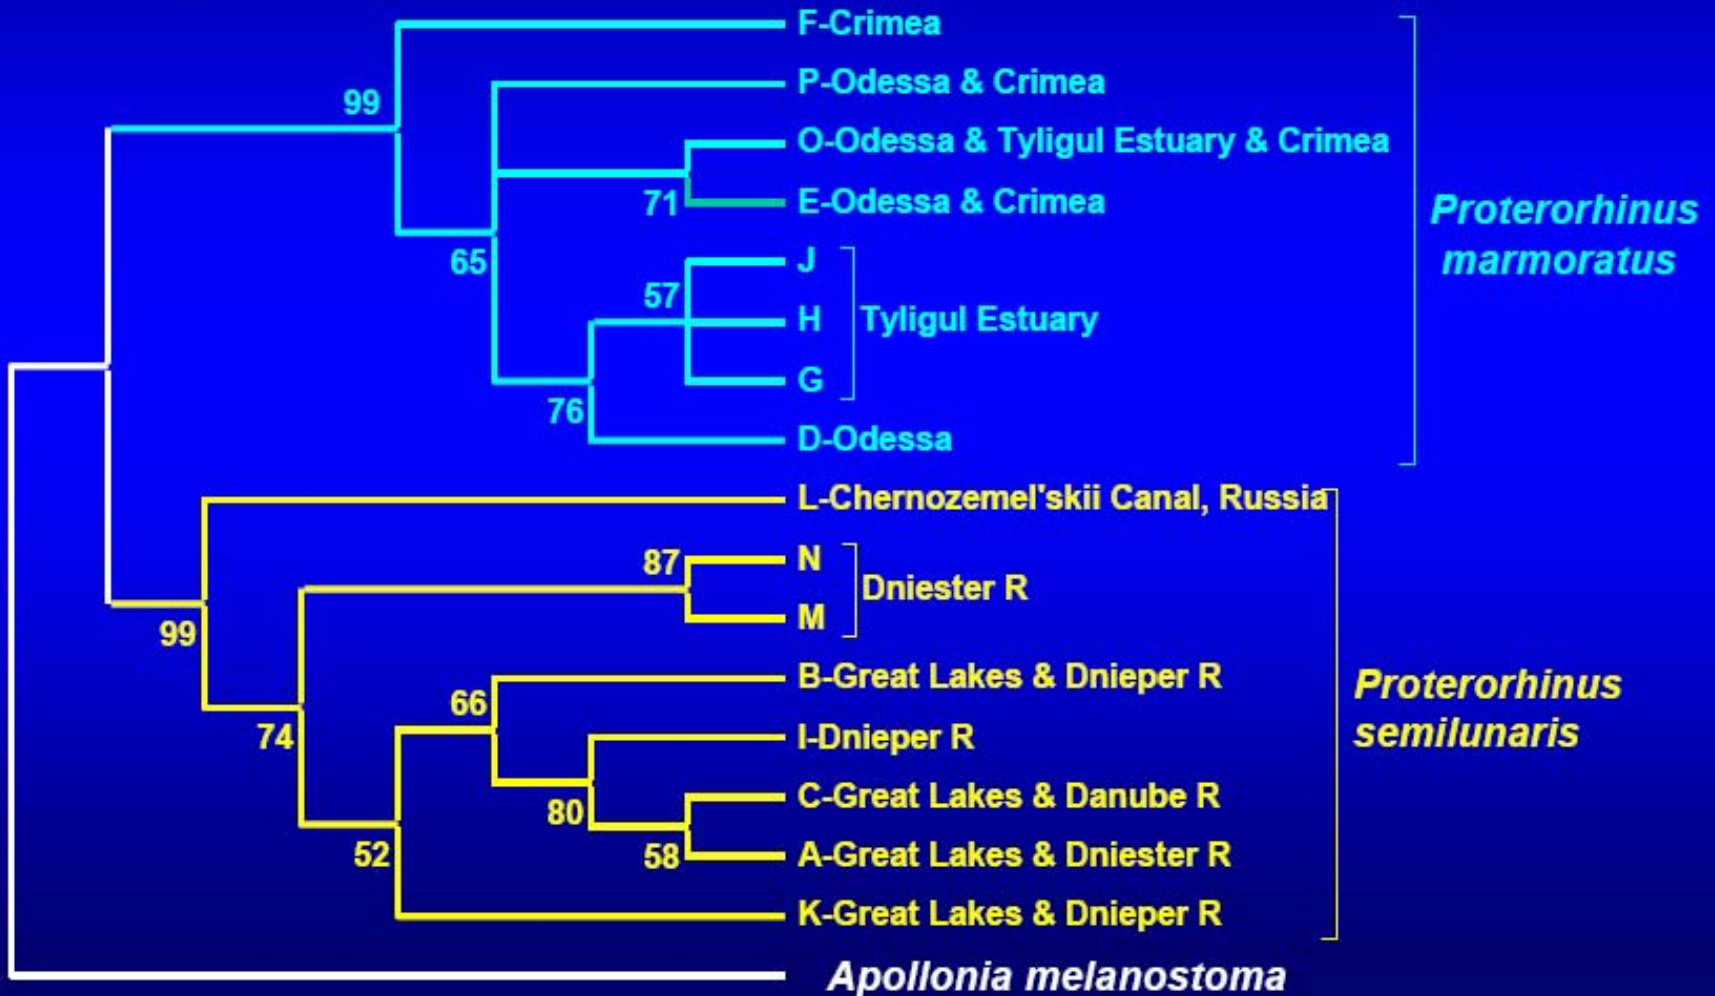 F-Crimea
99
P-Odessa & Crimea
O-Odessa & Tyligul Estuary & Crimea
71
E-Odessa & Crimea
Proterorhinus
marmoratus
65
J
57
H
Tyligul Estuary
G
76
D-Odessa
L-Chernozemel'skii Canal, Russia
87
N
Dniester R
M
99
B-Great Lakes & Dnieper R
66
Proterorhinus
semilunaris
74
I-Dnieper R
C-Great Lakes & Danube R
80
52
58
A-Great Lakes & Dniester R
K-Great Lakes & Dnieper R
Apollonia melanostoma